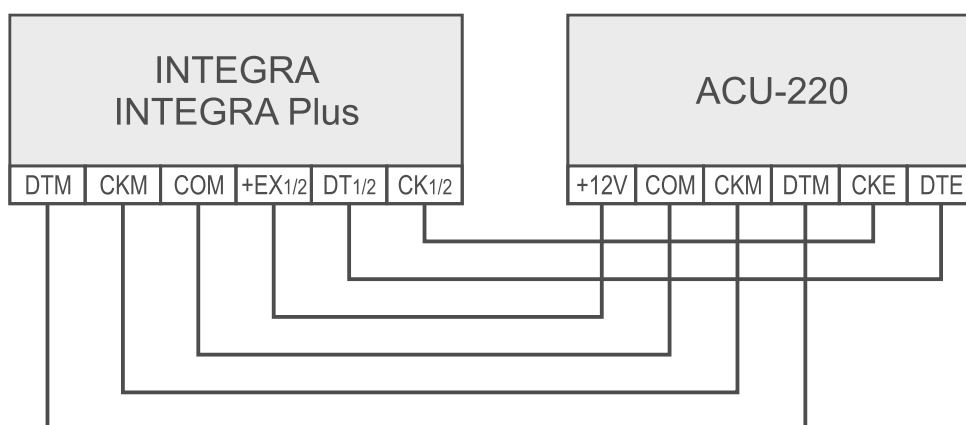 INTEGRA
INTEGRA Plus
ACU-220
DTM CKM COM +EX1/2 DT1/2 CK1/2
+12V COM CKM DTM CKE DTE